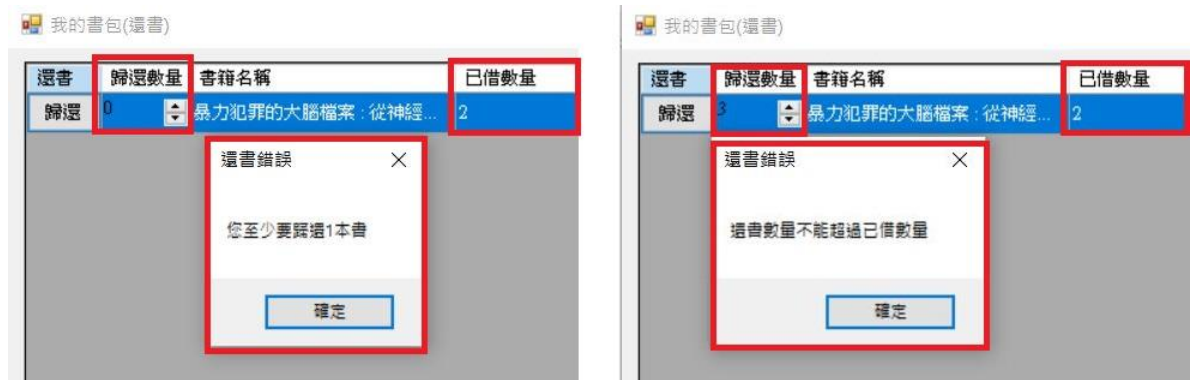 我的書包(還書)
還書 歸還數量 書籍名稱 已借數量
歸還 0 暴力犯罪的大腦檔案：從神經... 2
還書錯誤
您至少要歸還1本書
確定
我的書包(還書)
還書 歸還數量 書籍名稱 已借數量
歸還 3 暴力犯罪的大腦檔案：從神經... 2
還書錯誤
還書數量不能超過已借數量
確定